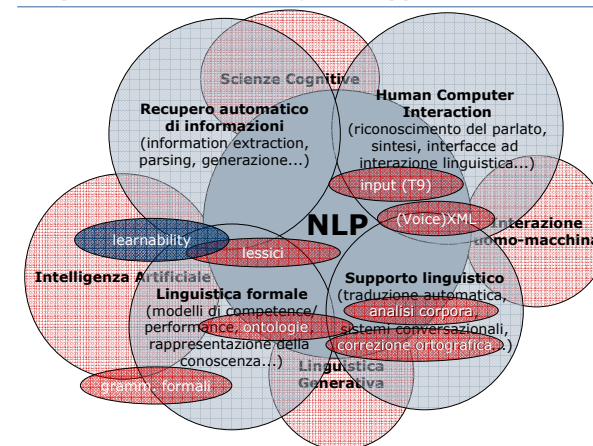 Scienze Cognitive
Recupero automatico
di informazioni
(information extraction,
parsing, generazione...)
Human Computer
Interaction
(riconoscimento del parlato,
sintesi, interfacce ad
interazione linguistica...)
input (T9)
NLP
(Voice)XML
Interazione
uomo-macchina
learnability
lessici
Intelligenza Artificiale
Linguistica formale
(modelli di competence/
performance, ontologie,
rappresentazione della
conoscenza...)
Supporto linguistico
(traduzione automatica,
analisi corpora,
sistemi conversazionali,
correzione ortografica...)
Linguistica
Generativa
gramm. formali